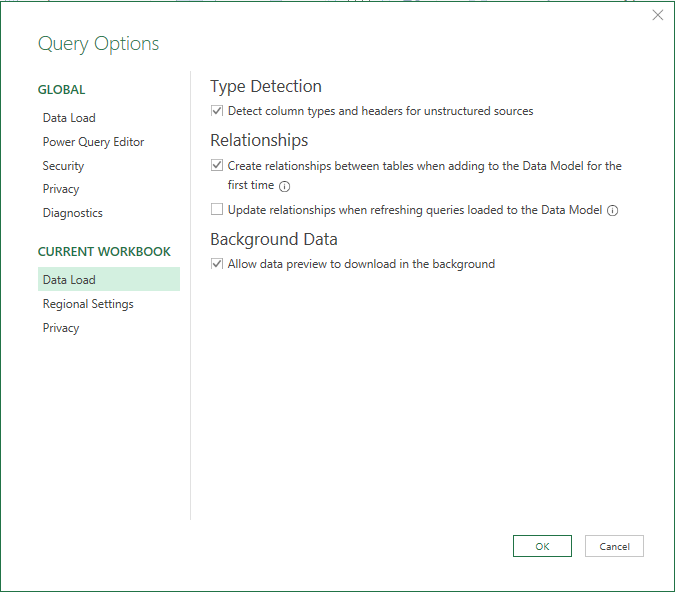 Query Options
GLOBAL
Data Load
Power Query Editor
Security
Privacy
Diagnostics
CURRENT WORKBOOK
Data Load
Regional Settings
Privacy
Type Detection
Detect column types and headers for unstructured sources
Relationships
Create relationships between tables when adding to the Data Model for the
first time
Update relationships when refreshing queries loaded to the Data Model
Background Data
Allow data preview to download in the background
OK
Cancel